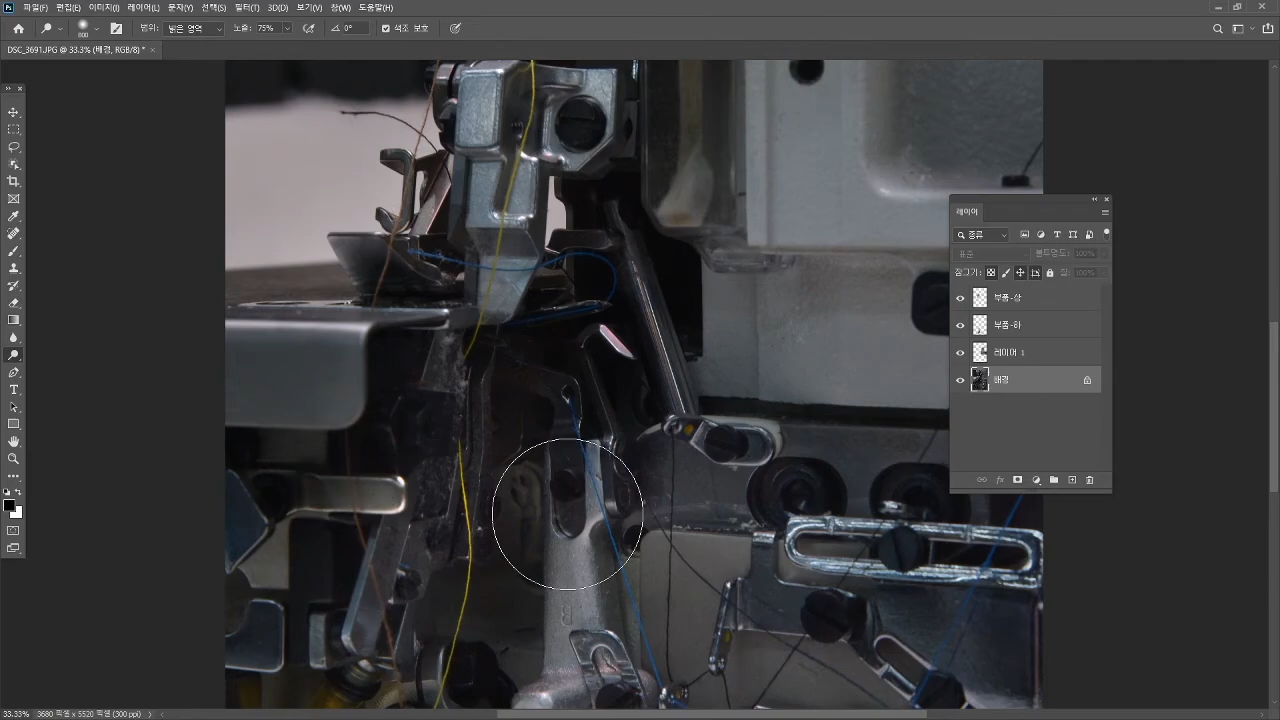 파일(F) 편집(E) 이미지(I) 레이어(L) 문자(Y) 선택(S) 필터(T) 3D(D) 보기(V) 창(W) 도움말(H)
800 범위: 밝은 영역 노출: 75% 0° 색조 보호
DSC_3691.JPG @ 33.3% (배경, RGB/8) *
레이어
종류
표준 불투명도: 100%
잠그기: 칠: 100%
부품-상
부품-하
레이어 1
배경
fx
33.33% 3680 픽셀 x 5520 픽셀 (300 ppi)